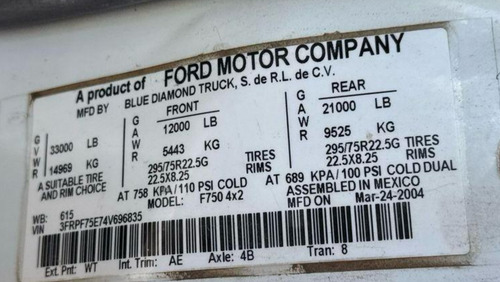 A product of FORD MOTOR COMPANY
MFD BY BLUE DIAMOND TRUCK, S. de R.L. de C.V.
FRONT REAR
GVWR 33000 LB GAWR 12000 LB GAWR 21000 LB
14969 KG 5443 KG 9525 KG
A SUITABLE TIRE 295/75R22.5G TIRES 295/75R22.5G TIRES
AND RIM CHOICE 22.5X8.25 RIMS 22.5X8.25 RIMS
AT 758 KPA/110 PSI COLD AT 689 KPA/100 PSI COLD DUAL
WB: 615 MODEL: F750 4x2 ASSEMBLED IN MEXICO
VIN 3FRPF75E74V696835 MFD ON Mar-24-2004
Ext. Pnt: WT Int. Trim: AE Axle: 4B Tran: 8